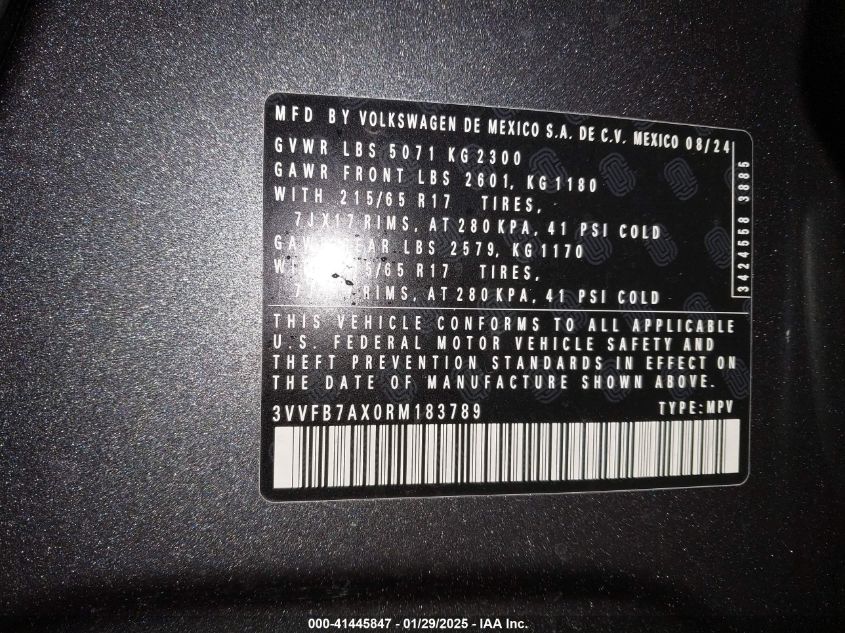 MFD BY VOLKSWAGEN DE MEXICO S.A. DE C.V. MEXICO 08/24
GVWR LBS 5071 KG 2300
GAWR FRONT LBS 2601, KG 1180
WITH 215/65 R17 TIRES,
7JX17 RIMS, AT 280 KPA, 41 PSI COLD
LBS 2579, KG 1170
R17 TIRES,
RIMS, AT 280 KPA, 41 PSI COLD
3424558 3885
THIS VEHICLE CONFORMS TO ALL APPLICABLE
U.S. FEDERAL MOTOR VEHICLE SAFETY AND
THEFT PREVENTION STANDARDS IN EFFECT ON
THE DATE OF MANUFACTURE SHOWN ABOVE.
3VVFB7AX0RM183789 TYPE: MPV
000-41445847 - 01/29/2025 - IAA Inc.